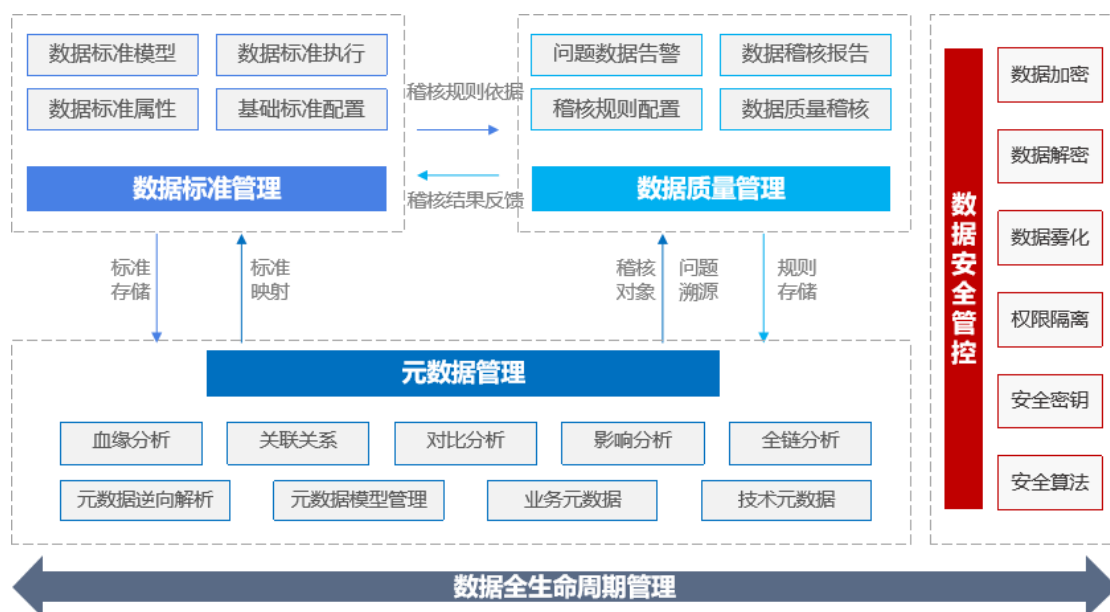 数据标准模型
数据标准执行
数据标准属性
基础标准配置
数据标准管理
稽核规则依据
稽核结果反馈
问题数据告警
数据稽核报告
稽核规则配置
数据质量稽核
数据质量管理
标准
存储
标准
映射
稽核
对象
问题
溯源
规则
存储
元数据管理
血缘分析
关联关系
对比分析
影响分析
全链分析
元数据逆向解析
元数据模型管理
业务元数据
技术元数据
数据安全管控
数据加密
数据解密
数据雾化
权限隔离
安全密钥
安全算法
数据全生命周期管理